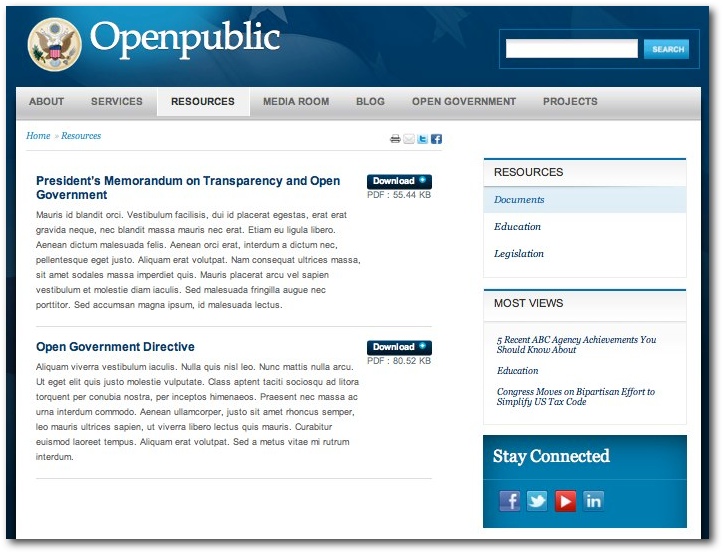 Openpublic
SEARCH
ABOUT SERVICES RESOURCES MEDIA ROOM BLOG OPEN GOVERNMENT PROJECTS
Home » Resources
President's Memorandum on Transparency and Open
Government
Download
PDF : 55.44 KB
Mauris id blandit orci. Vestibulum facilisis, dui id placerat egestas, erat erat
gravida neque, nec blandit massa mauris nec erat. Etiam eu ligula libero.
Aenean dictum malesuada felis. Aenean orci erat, interdum a dictum nec,
pellentesque eget justo. Aliquam erat volutpat. Nam consequat ultrices massa,
sit amet sodales massa imperdiet quis. Mauris placerat arcu vel sapien
vestibulum et molestie diam iaculis. Sed malesuada fringilla augue nec
porttitor. Sed accumsan magna ipsum, id malesuada lectus.
Open Government Directive
Download
PDF : 80.52 KB
Aliquam viverra vestibulum iaculis. Nulla quis nisl leo. Nunc mattis nulla arcu.
Ut eget elit quis justo molestie vulputate. Class aptent taciti sociosqu ad litora
torquent per conubia nostra, per inceptos himenaeos. Praesent nec massa ac
urna interdum commodo. Aenean ullamcorper, justo sit amet rhoncus semper,
leo mauris ultrices sapien, ut viverra libero lectus quis mauris. Curabitur
euismod laoreet tempus. Aliquam erat volutpat. Sed a metus vitae mi rutrum
interdum.
RESOURCES
Documents
Education
Legislation
MOST VIEWS
5 Recent ABC Agency Achievements You
Should Know About
Education
Congress Moves on Bipartisan Effort to
Simplify US Tax Code
Stay Connected